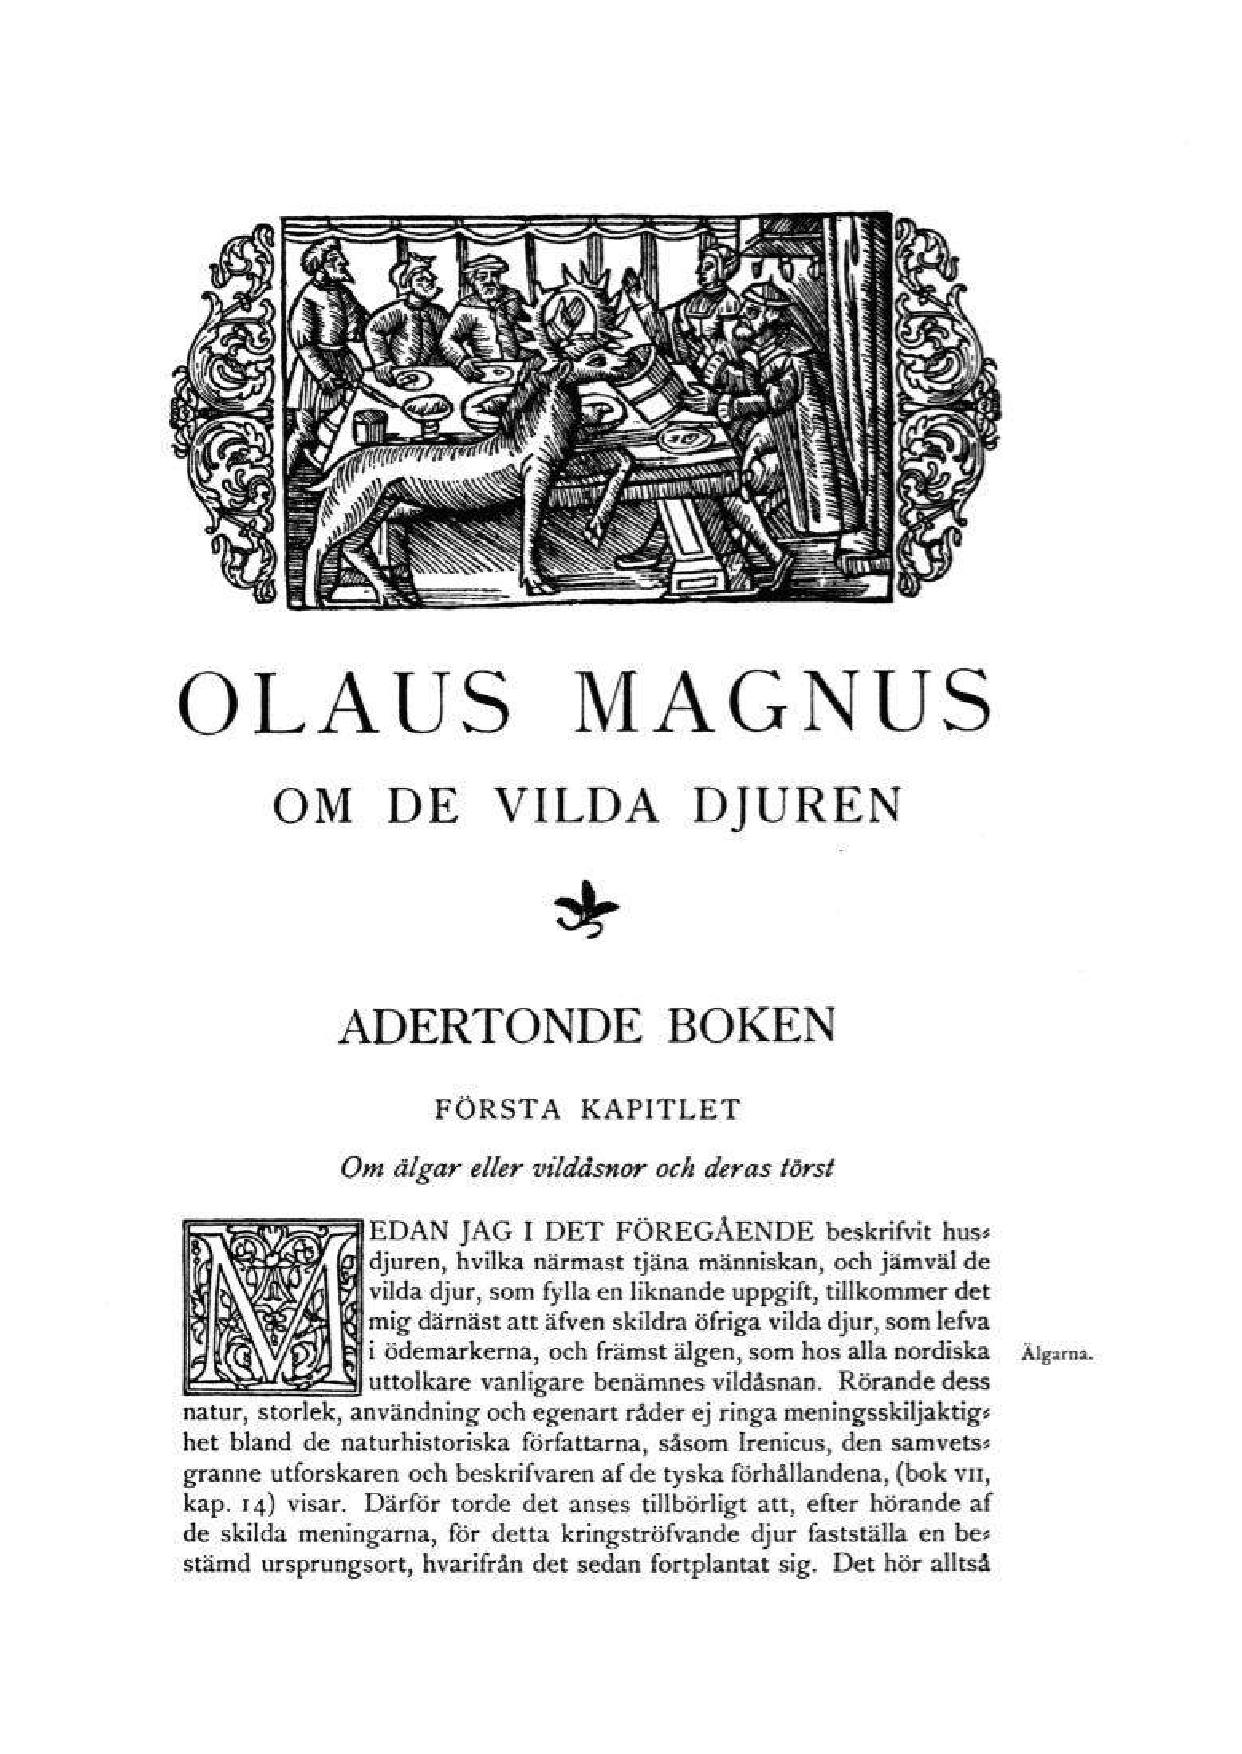 OLAUS MAGNUS
OM DE VILDA DJUREN
ADERTONDE BOKEN
FÖRSTA KAPITLET
Om älgar eller vildåsnor och deras törst
MEDAN JAG I DET FÖREGÅENDE beskrifvit hus-
djuren, hvilka närmast tjäna människan, och jämväl de
vilda djur, som fylla en liknande uppgift, tillkommer det
mig därnäst att äfven skildra öfriga vilda djur, som lefva
i ödemarkerna, och främst älgen, som hos alla nordiska
Älgarna.
uttolkare vanligare benämnes vildåsnan. Rörande dess
natur, storlek, användning och egenart råder ej ringa meningsskiljaktig-
het bland de naturhistoriska författarna, såsom Irenicus, den samvets-
granne utforskaren och beskrifvaren af de tyska förhållandena, (bok VII,
kap. 14) visar. Därför torde det anses tillbörligt att, efter hörande af
de skilda meningarna, för detta kringströfvande djur fastställa en be-
stämd ursprungsort, hvarifrån det sedan fortplantat sig. Det hör alltså